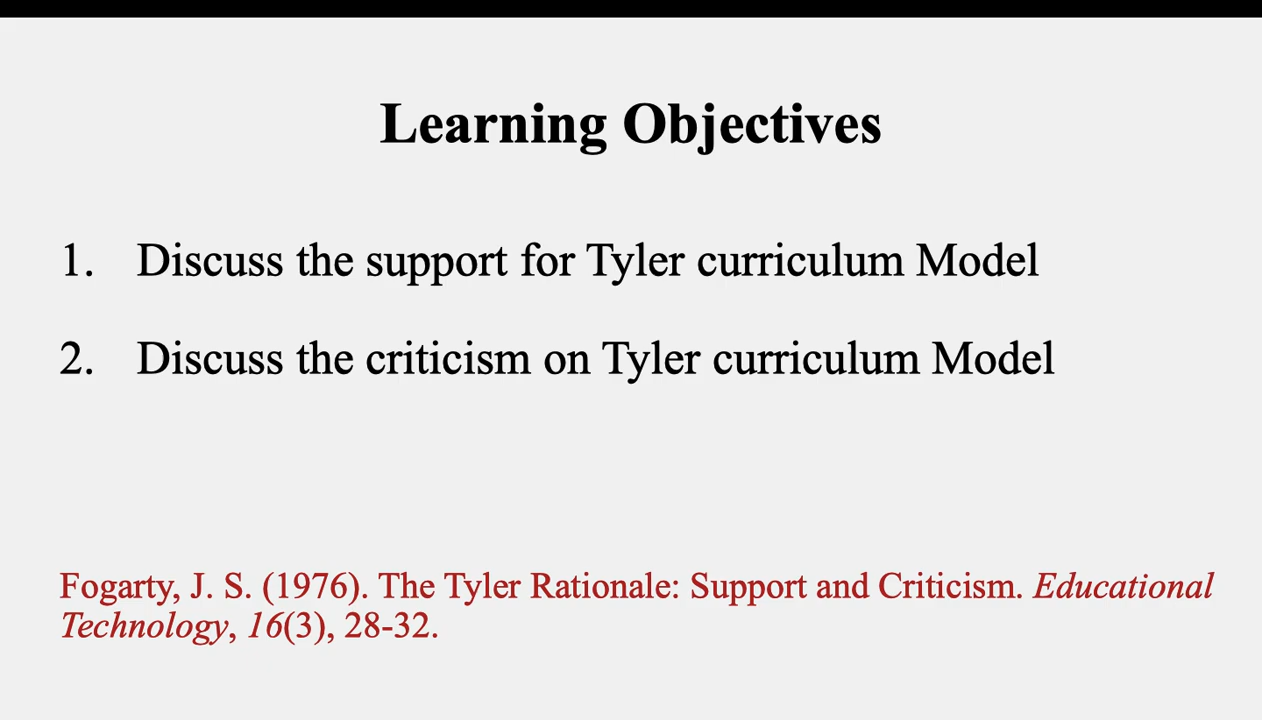 Learning Objectives
1. Discuss the support for Tyler curriculum Model
2. Discuss the criticism on Tyler curriculum Model
Fogarty, J. S. (1976). The Tyler Rationale: Support and Criticism. Educational
Technology, 16(3), 28-32.